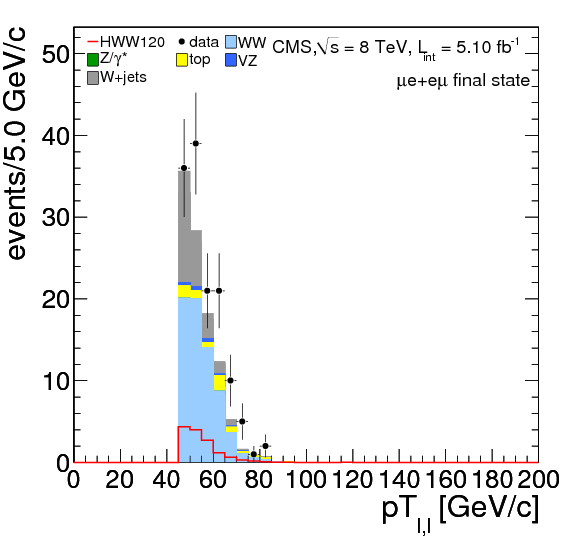 events/5.0 GeV/c
HWW120 data WW
Z/γ* top VZ
W+jets
CMS,√s = 8 TeV, L_int = 5.10 fb⁻¹
μe+eμ final state
50
40
30
20
10
0
0 20 40 60 80 100 120 140 160 180 200
pT_l,l [GeV/c]